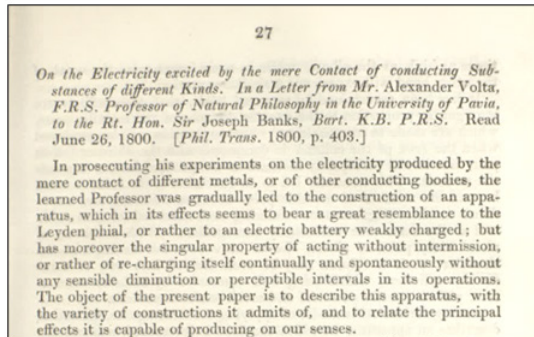 27
On the Electricity excited by the mere Contact of conducting Sub-
stances of different Kinds. In a Letter from Mr. Alexander Volta,
F.R.S. Professor of Natural Philosophy in the University of Pavia,
to the Rt. Hon. Sir Joseph Banks, Bart. K.B. P.R.S. Read
June 26, 1800. [Phil. Trans. 1800, p. 403.]
In prosecuting his experiments on the electricity produced by the
mere contact of different metals, or of other conducting bodies, the
learned Professor was gradually led to the construction of an appa-
ratus, which in its effects seems to bear a great resemblance to the
Leyden phial, or rather to an electric battery weakly charged; but
has moreover the singular property of acting without intermission,
or rather of re-charging itself continually and spontaneously without
any sensible diminution or perceptible intervals in its operations.
The object of the present paper is to describe this apparatus, with
the variety of constructions it admits of, and to relate the principal
effects it is capable of producing on our senses.